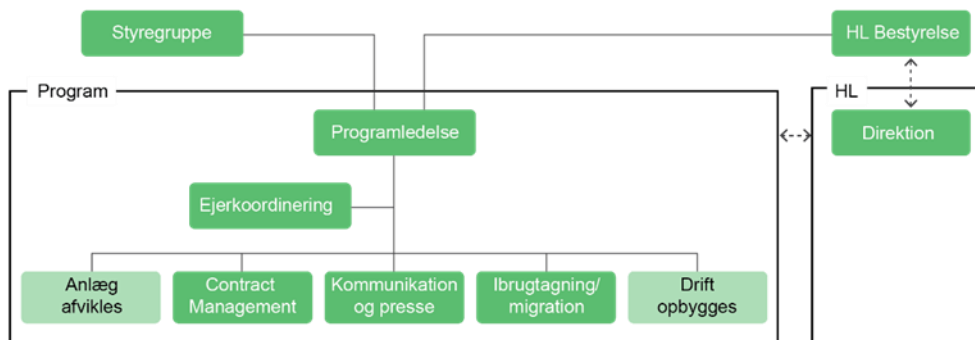 Styregruppe
HL Bestyrelse
Program
HL
Programledelse
Direktion
Ejerkoordinering
Anlæg
afvikles
Contract
Management
Kommunikation
og presse
Ibrugtagning/
migration
Drift
opbygges